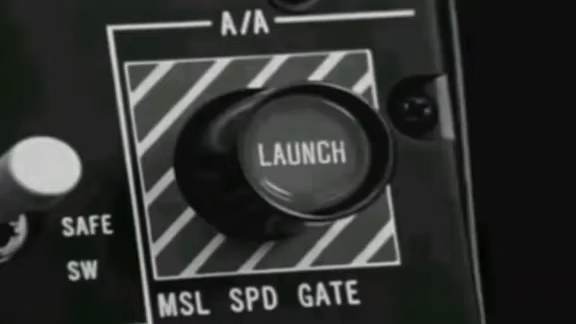 A/A
LAUNCH
SAFE
SW
MSL SPD GATE